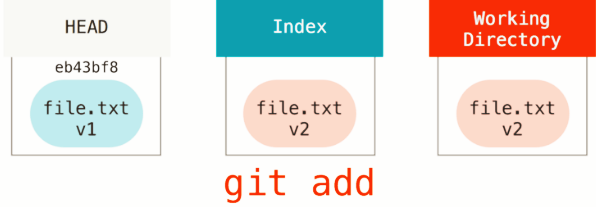 HEAD
Index
Working
Directory
eb43bf8
file.txt
v1
file.txt
v2
file.txt
v2
git add